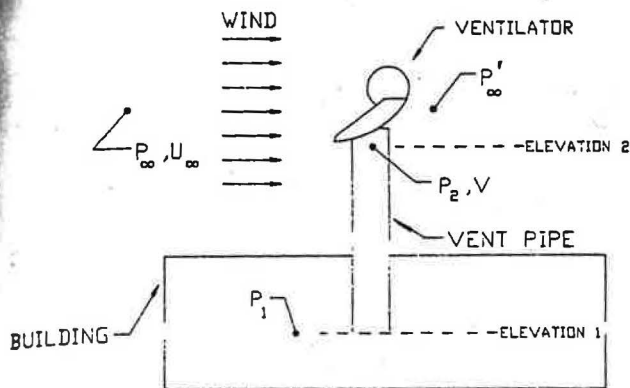 WIND
VENTILATOR
P∞'
P∞, U∞
ELEVATION 2
P2, V
VENT PIPE
P1
BUILDING
ELEVATION 1